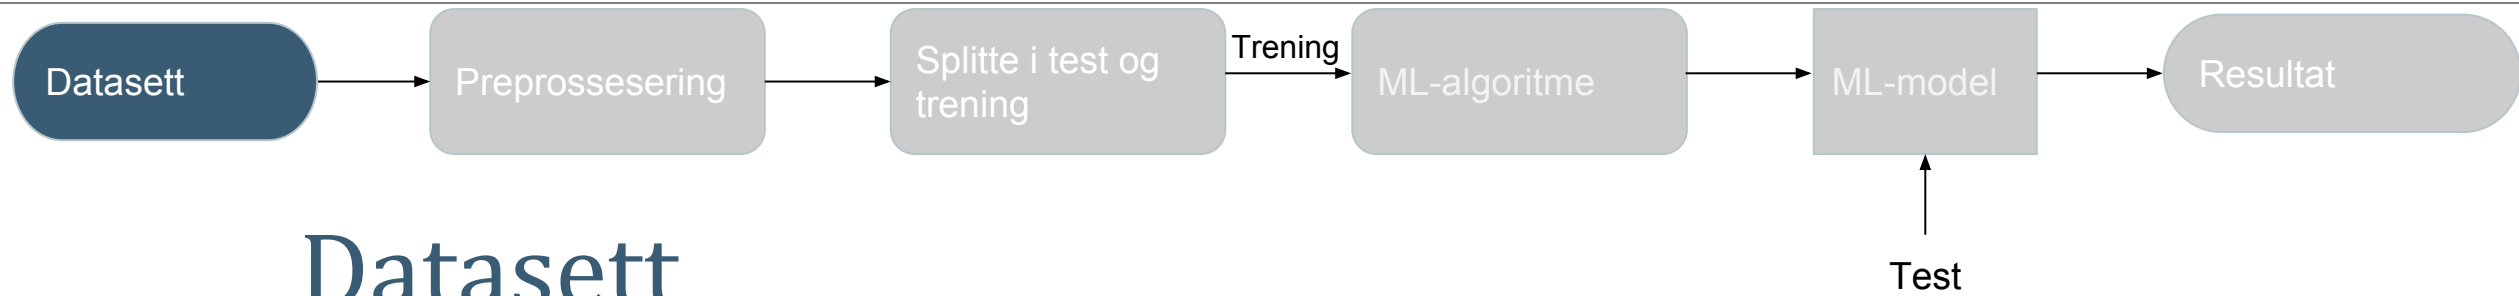 Datasett
Preprossesering
Splitte i test og
trening
Trening
ML-algoritme
ML-model
Resultat
Test
Datasett